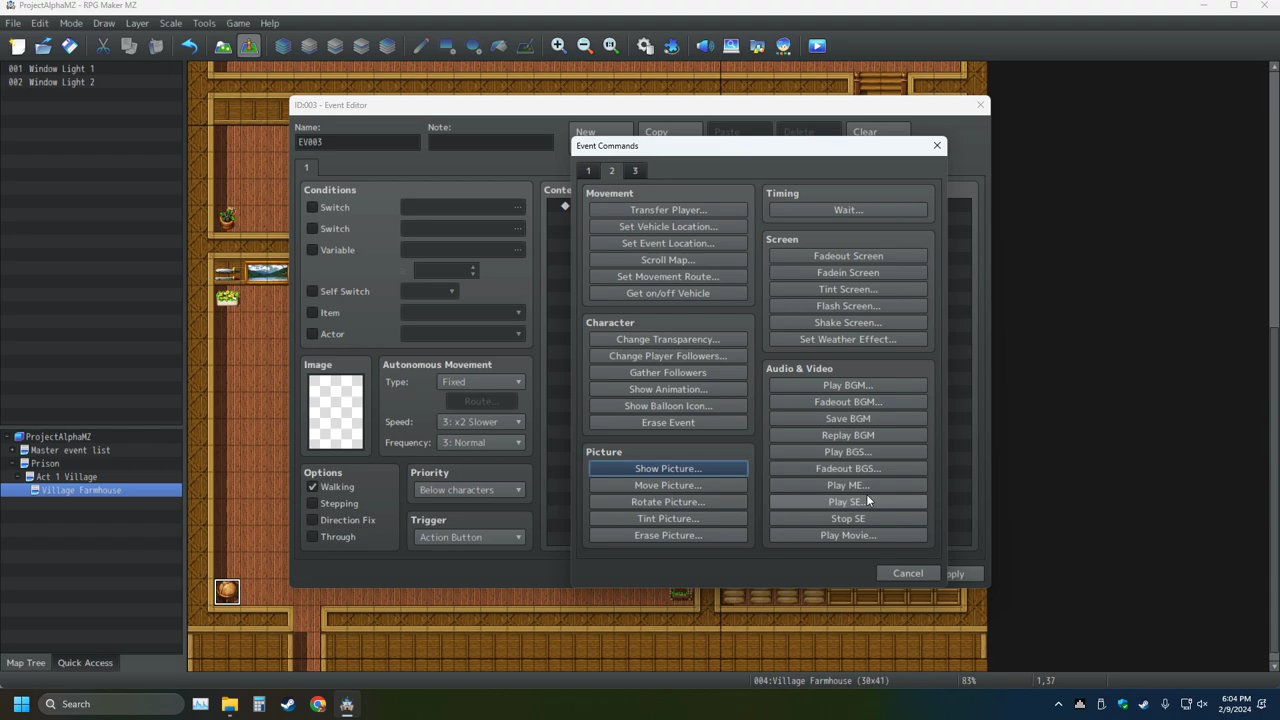 ProjectAlphaMZ - RPG Maker MZ
File Edit Mode Draw Layer Scale Tools Game Help
001 Window Light 1
002 Window Light 2
ProjectAlphaMZ
Master event list
Prison
Act 1 Village
Village Farmhouse
Map Tree Quick Access
ID:003 - Event Editor
Name: Note:
EV003
New Copy Paste Delete Clear
1
Conditions
Switch ...
Switch ...
Variable ...
Self Switch
Item
Actor
Image
Autonomous Movement
Type: Fixed
Route...
Speed: 3: x2 Slower
Frequency: 3: Normal
Options
Walking
Stepping
Direction Fix
Through
Priority
Below characters
Trigger
Action Button
Conte
pply
Event Commands
1 2 3
Movement
Transfer Player...
Set Vehicle Location...
Set Event Location...
Scroll Map...
Set Movement Route...
Get on/off Vehicle
Character
Change Transparency...
Change Player Followers...
Gather Followers
Show Animation...
Show Balloon Icon...
Erase Event
Picture
Show Picture...
Move Picture...
Rotate Picture...
Tint Picture...
Erase Picture...
Timing
Wait...
Screen
Fadeout Screen
Fadein Screen
Tint Screen...
Flash Screen...
Shake Screen...
Set Weather Effect...
Audio & Video
Play BGM...
Fadeout BGM...
Save BGM
Replay BGM
Play BGS...
Fadeout BGS...
Play ME...
Play SE...
Stop SE
Play Movie...
Cancel
004:Village Farmhouse (30x41) 83% 1,37
Search
6:04 PM
2/9/2024